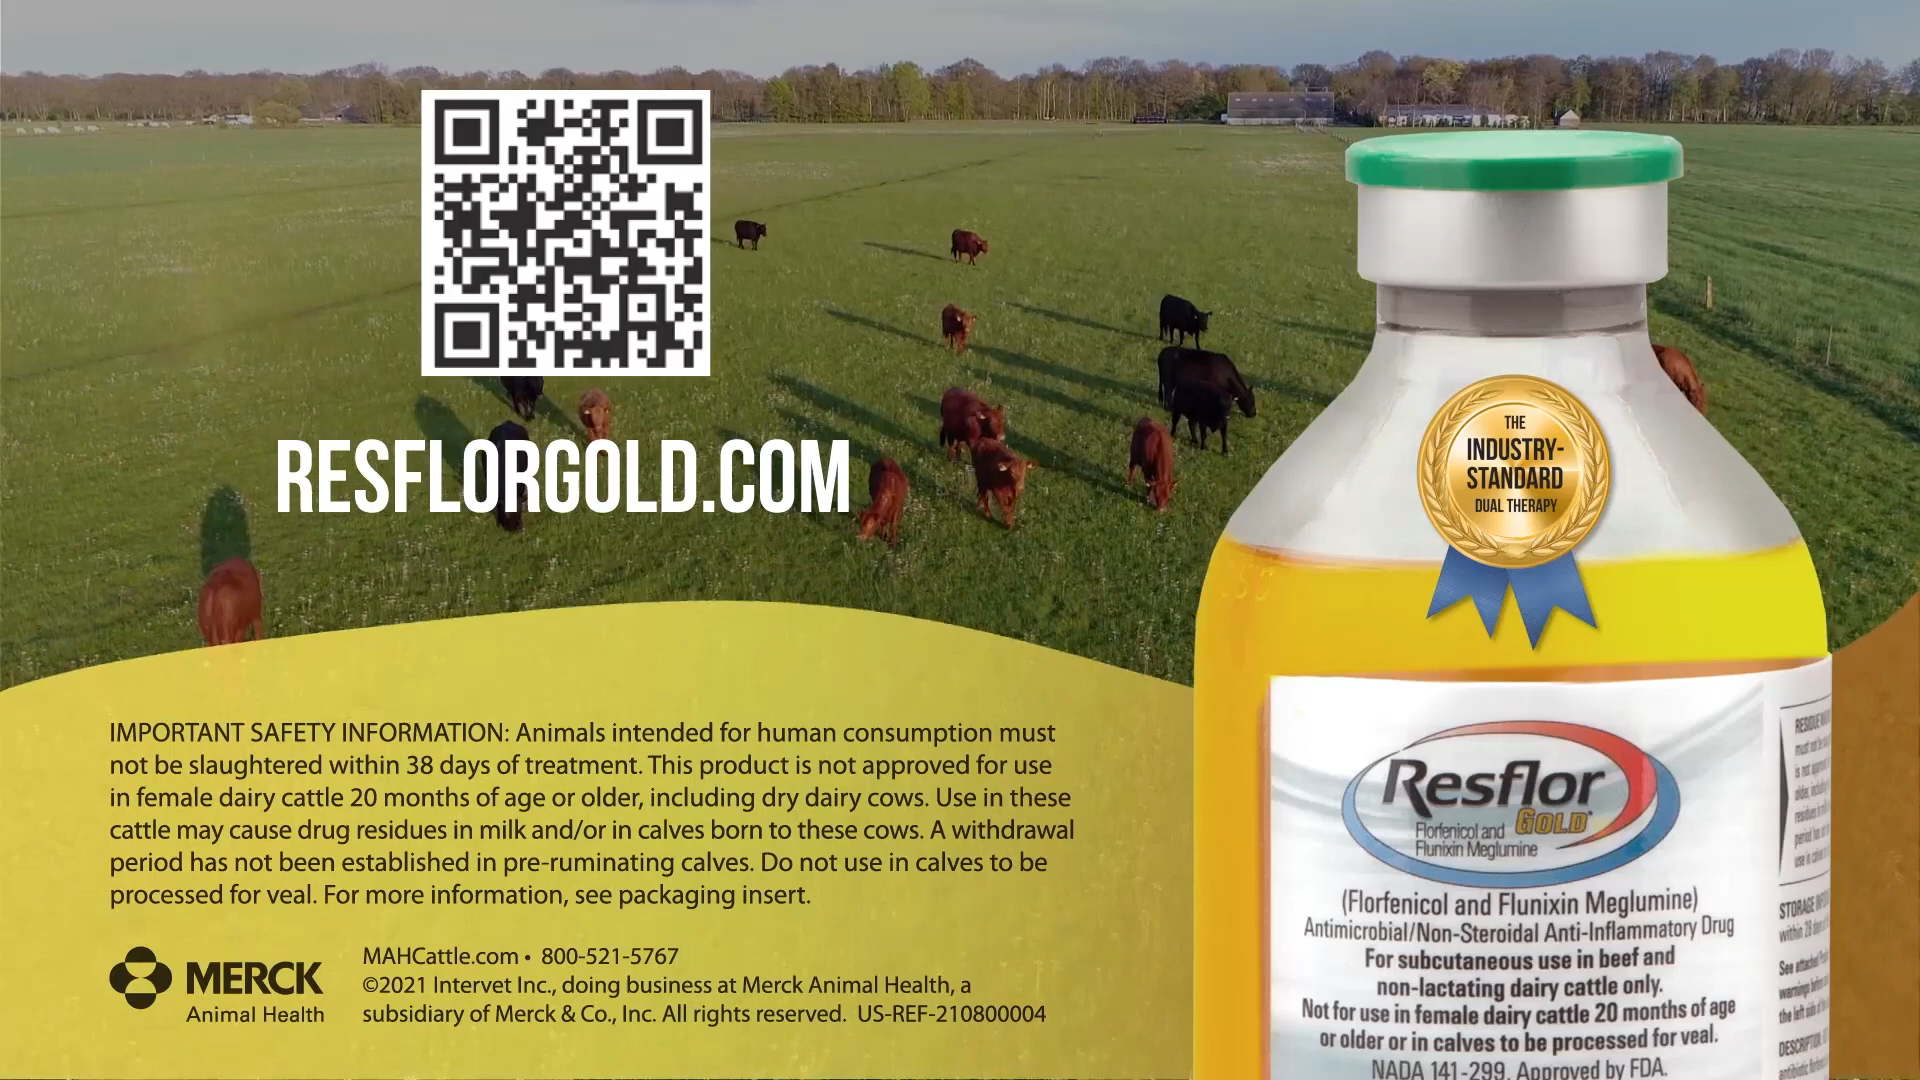 RESFLORGOLD.COM
IMPORTANT SAFETY INFORMATION: Animals intended for human consumption must
not be slaughtered within 38 days of treatment. This product is not approved for use
in female dairy cattle 20 months of age or older, including dry dairy cows. Use in these
cattle may cause drug residues in milk and/or in calves born to these cows. A withdrawal
period has not been established in pre-ruminating calves. Do not use in calves to be
processed for veal. For more information, see packaging insert.
MERCK
Animal Health
MAHCattle.com • 800-521-5767
©2021 Intervet Inc., doing business at Merck Animal Health, a
subsidiary of Merck & Co., Inc. All rights reserved. US-REF-210800004
THE
INDUSTRY-
STANDARD
DUAL THERAPY
Resflor
GOLD®
Florfenicol and
Flunixin Meglumine
(Florfenicol and Flunixin Meglumine)
Antimicrobial/Non-Steroidal Anti-Inflammatory Drug
For subcutaneous use in beef and
non-lactating dairy cattle only.
Not for use in female dairy cattle 20 months of age
or older or in calves to be processed for veal.
NADA 141-299, Approved by FDA.
STORAGE
within 28
See attached
warnings
the left side